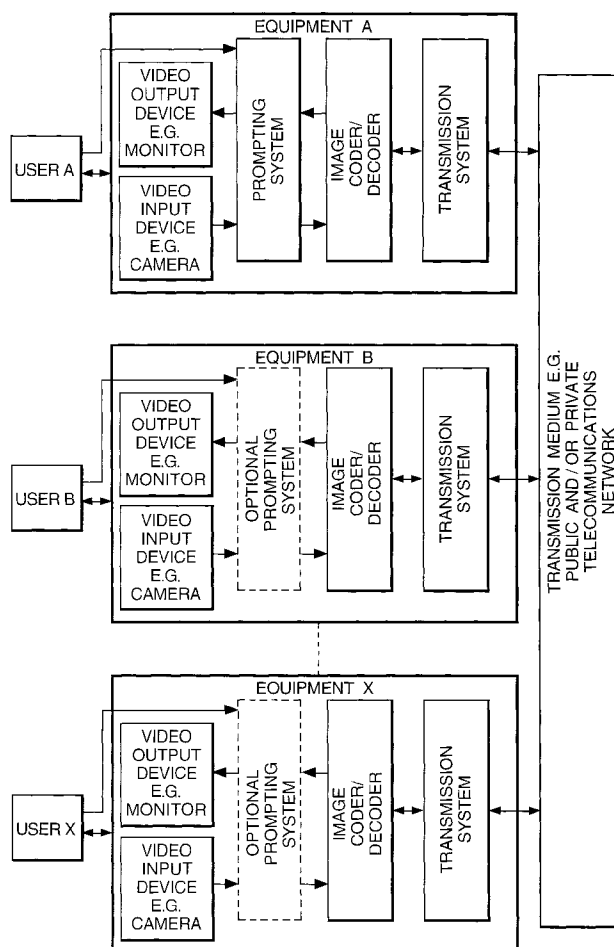 EQUIPMENT A
USER A
VIDEO
OUTPUT
DEVICE
E.G.
MONITOR
VIDEO
INPUT
DEVICE
E.G.
CAMERA
PROMPTING
SYSTEM
IMAGE
CODER/
DECODER
TRANSMISSION
SYSTEM
EQUIPMENT B
USER B
VIDEO
OUTPUT
DEVICE
E.G.
MONITOR
VIDEO
INPUT
DEVICE
E.G.
CAMERA
OPTIONAL
PROMPTING
SYSTEM
IMAGE
CODER/
DECODER
TRANSMISSION
SYSTEM
EQUIPMENT X
USER X
VIDEO
OUTPUT
DEVICE
E.G.
MONITOR
VIDEO
INPUT
DEVICE
E.G.
CAMERA
OPTIONAL
PROMPTING
SYSTEM
IMAGE
CODER/
DECODER
TRANSMISSION
SYSTEM
TRANSMISSION MEDIUM E.G.
PUBLIC AND/OR PRIVATE
TELECOMMUNICATIONS
NETWORK